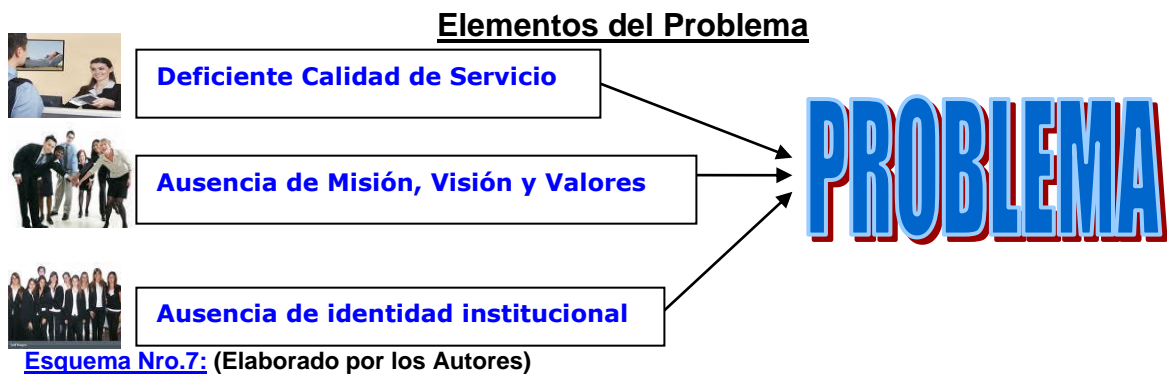 Elementos del Problema
Deficiente Calidad de Servicio
Ausencia de Misión, Visión y Valores
Ausencia de identidad institucional
PROBLEMA
Esquema Nro.7: (Elaborado por los Autores)